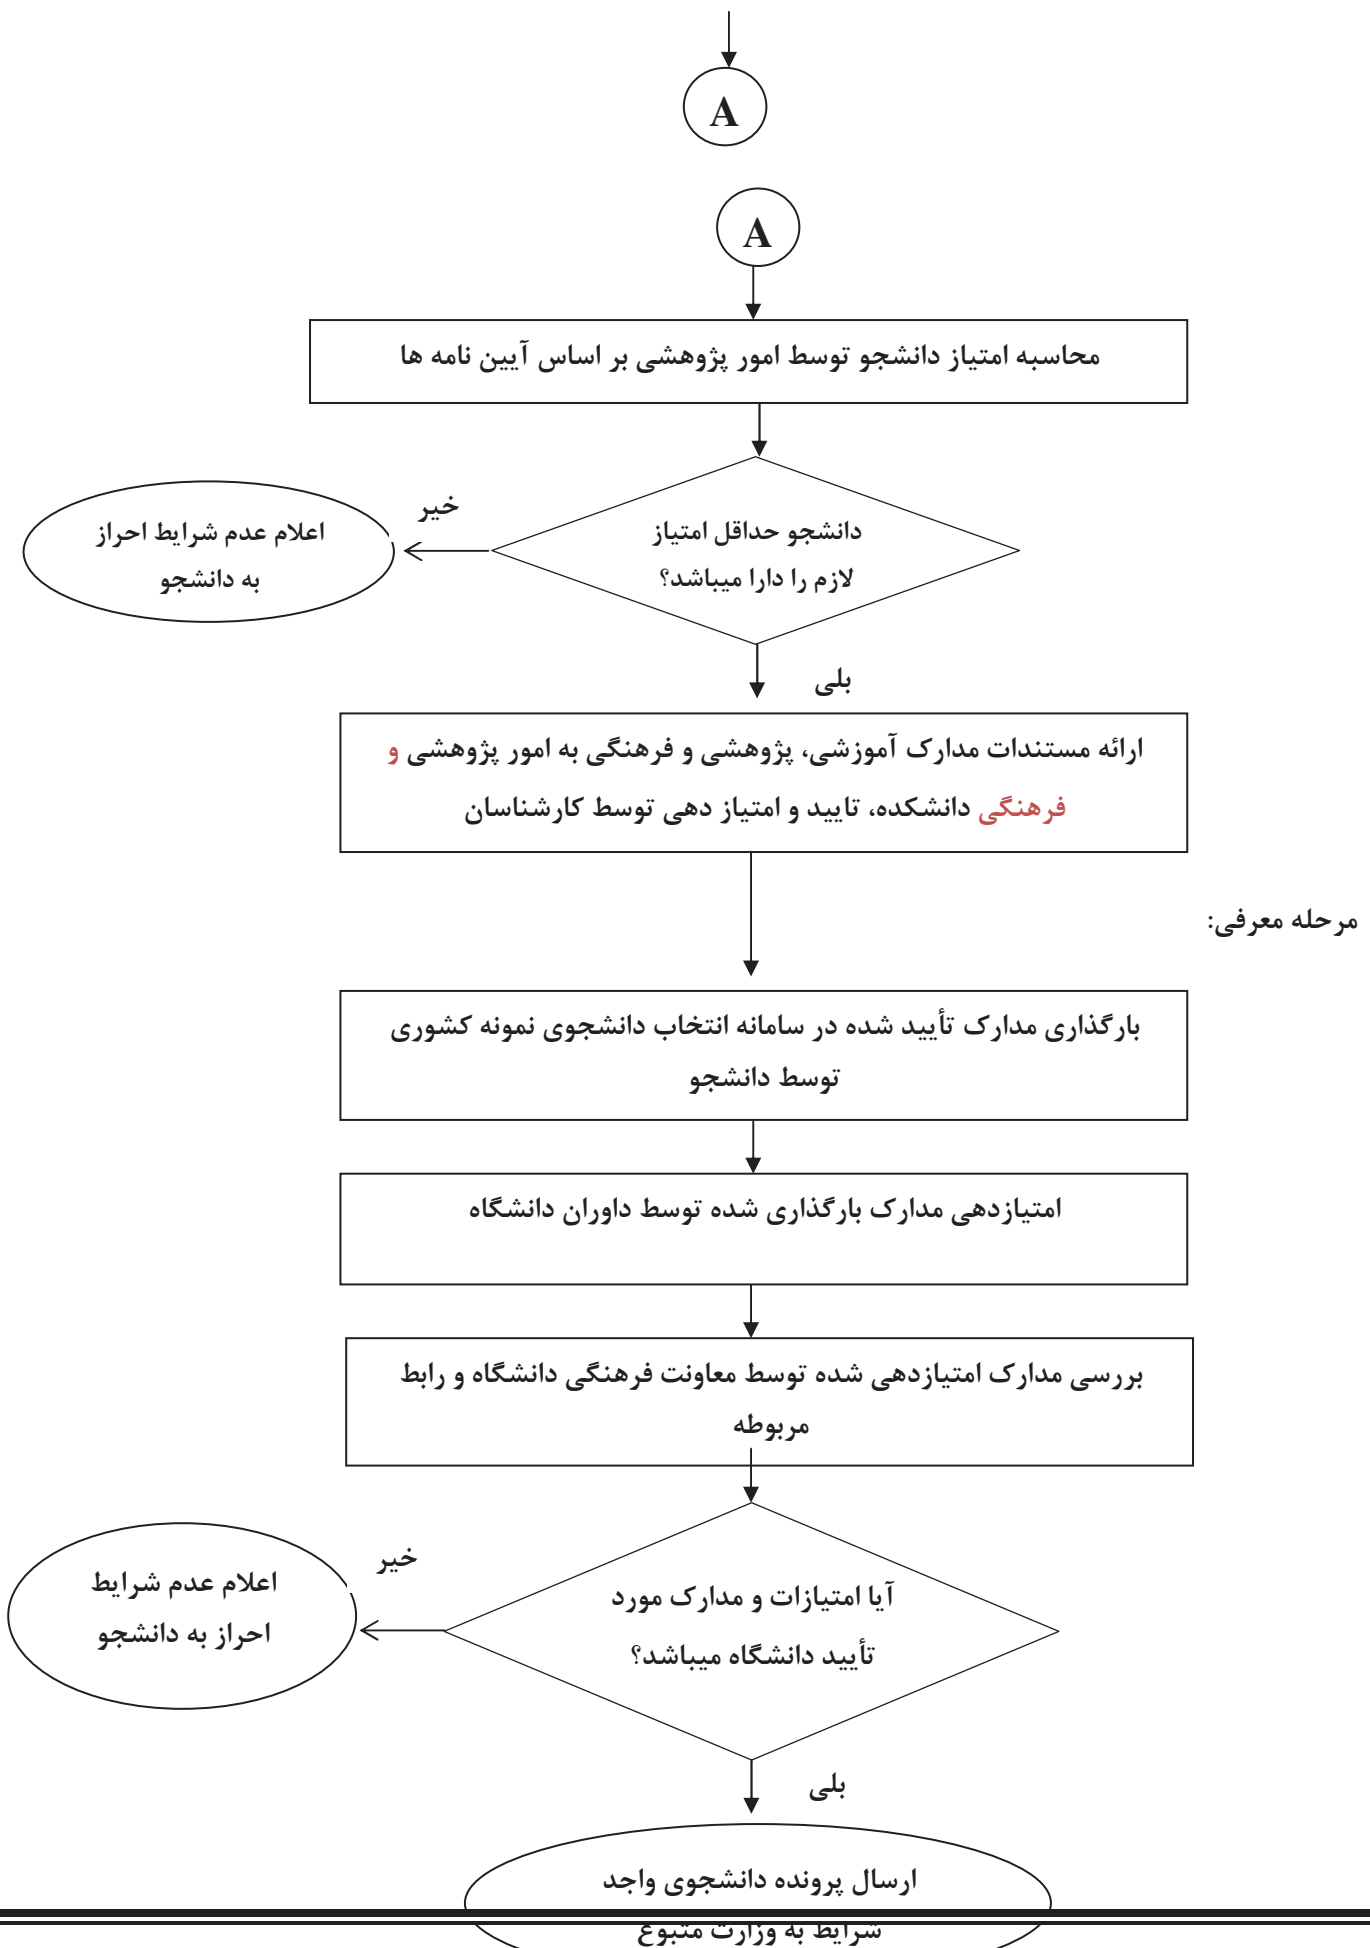 A
A
محاسبه امتیاز دانشجو توسط امور پژوهشی بر اساس آیین نامه ها
خیر
دانشجو حداقل امتیاز
لازم را دارا میباشد؟
اعلام عدم شرایط احراز
به دانشجو
بلی
ارائه مستندات مدارک آموزشی، پژوهشی و فرهنگی به امور پژوهشی و
فرهنگی دانشکده، تایید و امتیاز دهی توسط کارشناسان
مرحله معرفی:
بارگذاری مدارک تأیید شده در سامانه انتخاب دانشجوی نمونه کشوری
توسط دانشجو
امتیازدهی مدارک بارگذاری شده توسط داوران دانشگاه
بررسی مدارک امتیازدهی شده توسط معاونت فرهنگی دانشگاه و رابط
مربوطه
خیر
آیا امتیازات و مدارک مورد
تأیید دانشگاه میباشد؟
اعلام عدم شرایط
احراز به دانشجو
بلی
ارسال پرونده دانشجوی واجد
شرایط به وزارت متبوع